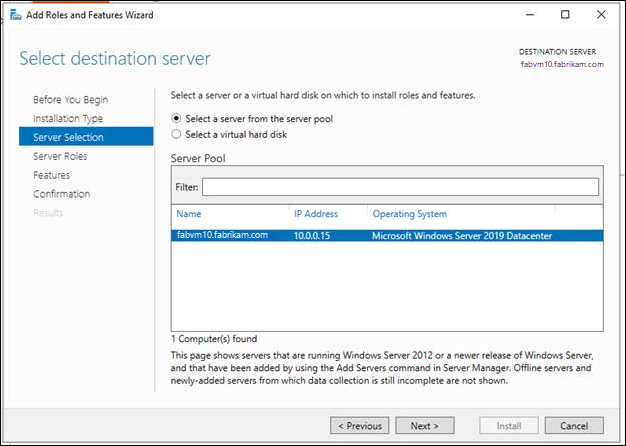 Add Roles and Features Wizard
Select destination server
DESTINATION SERVER
fabvm10.fabrikam.com
Before You Begin
Installation Type
Server Selection
Server Roles
Features
Confirmation
Results
Select a server or a virtual hard disk on which to install roles and features.
Select a server from the server pool
Select a virtual hard disk
Server Pool
Filter:
Name IP Address Operating System
fabvm10.fabrikam.com 10.0.0.15 Microsoft Windows Server 2019 Datacenter
1 Computer(s) found
This page shows servers that are running Windows Server 2012 or a newer release of Windows Server,
and that have been added by using the Add Servers command in Server Manager. Offline servers and
newly-added servers from which data collection is still incomplete are not shown.
< Previous Next > Install Cancel